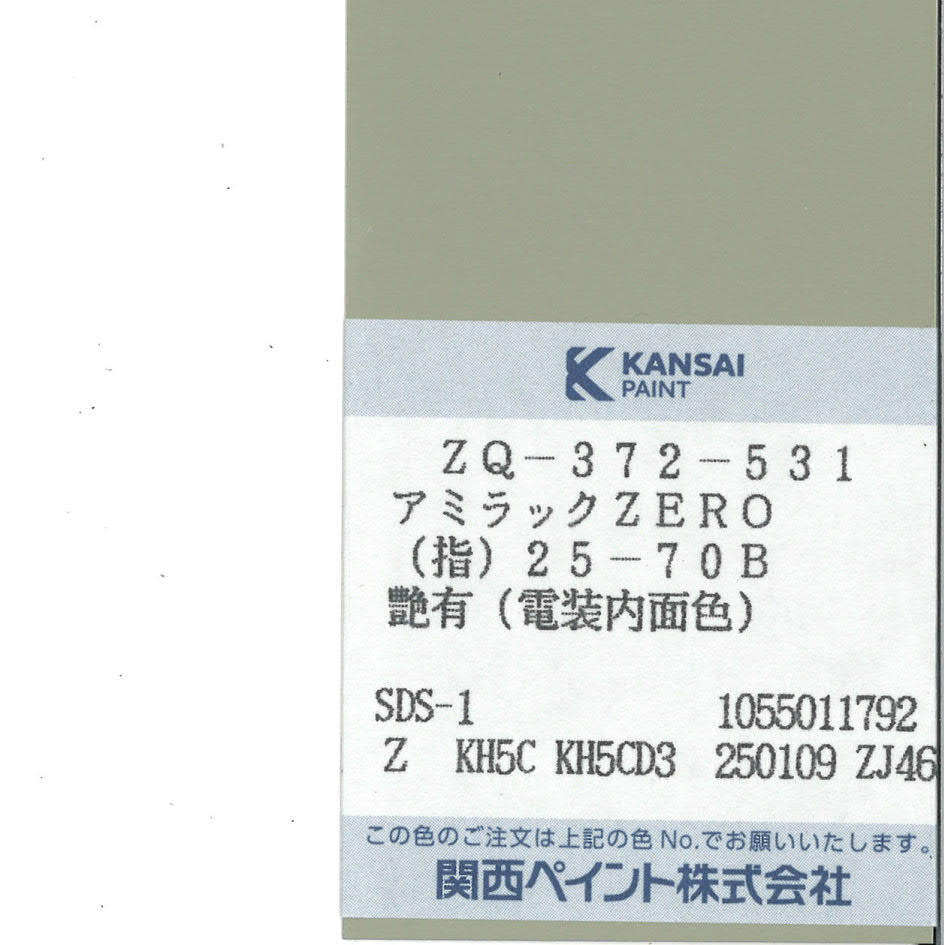 KANSAI
PAINT
ZQ-372-531
アミラックZERO
(指)25-70B
艶有(電装内面色)
SDS-1 1055011792
Z KH5C KH5CD3 250109 ZJ46
この色のご注文は上記の色No.でお願いいたします。
関西ペイント株式会社